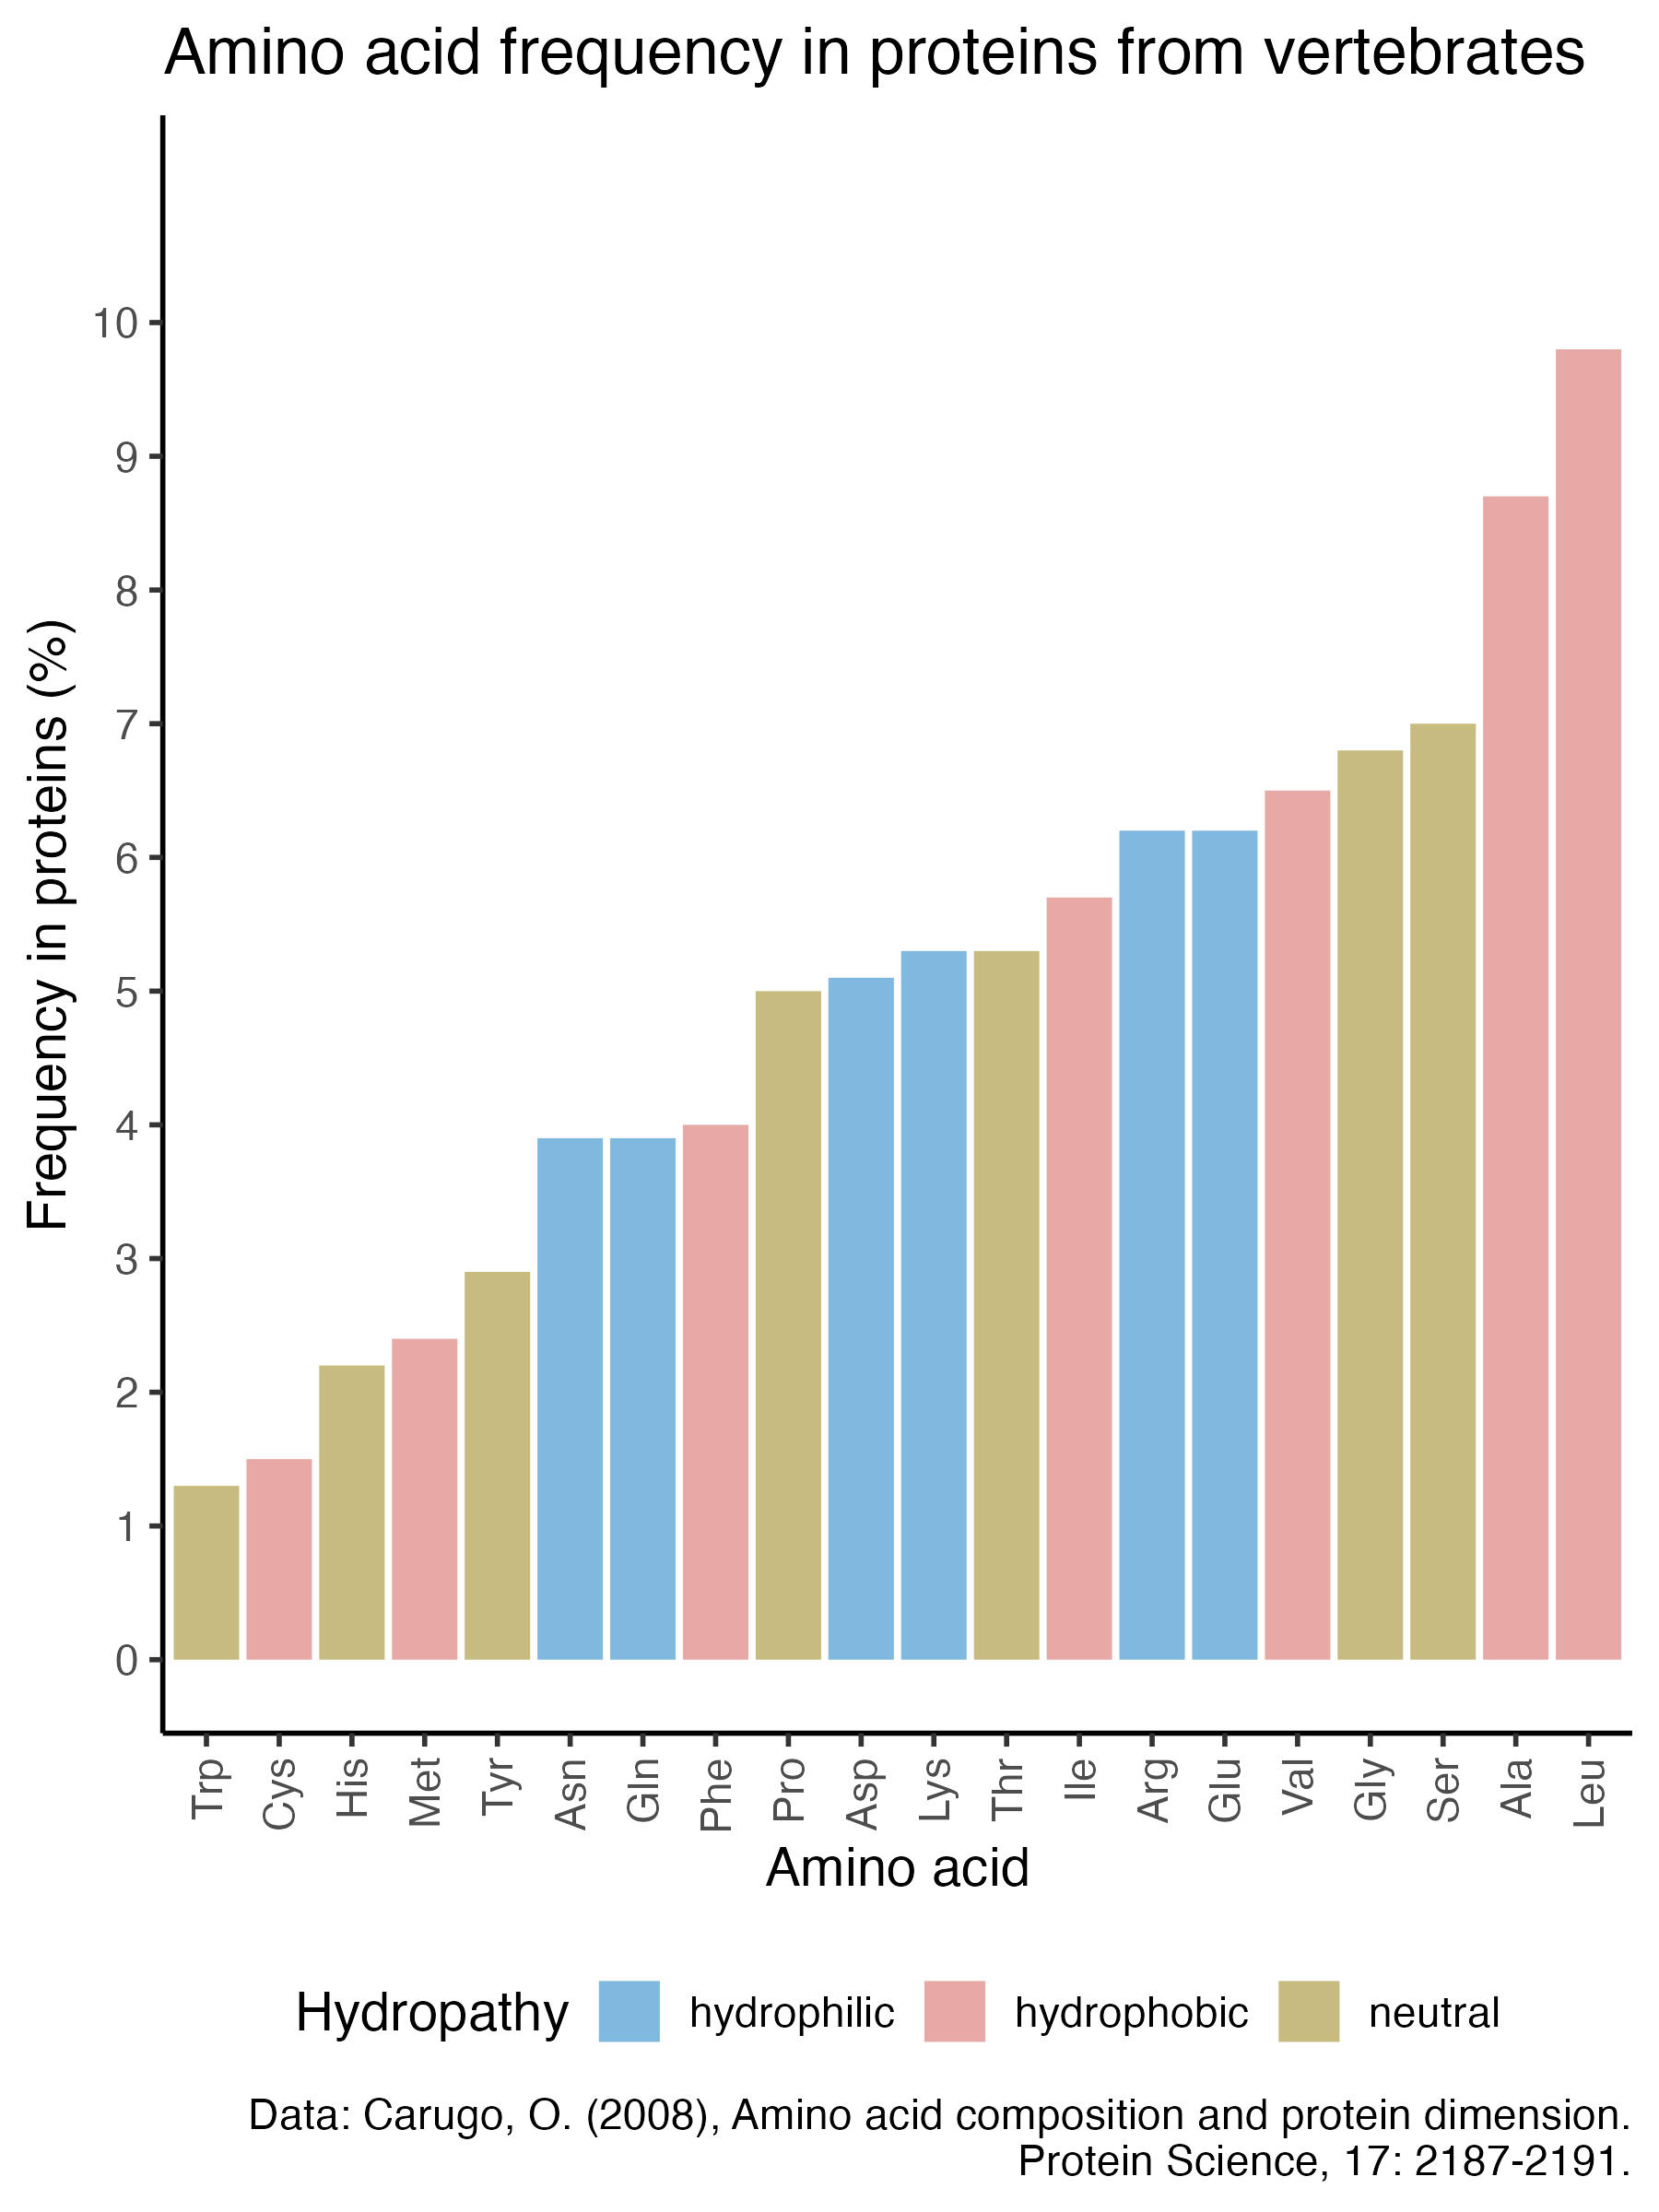 Amino acid frequency in proteins from vertebrates
Frequency in proteins (%)
10
9
8
7
6
5
4
3
2
1
0
Trp Cys His Met Tyr Asn Gln Phe Pro Asp Lys Thr Ile Arg Glu Val Gly Ser Ala Leu
Amino acid
Hydropathy hydrophilic hydrophobic neutral
Data: Carugo, O. (2008), Amino acid composition and protein dimension.
Protein Science, 17: 2187-2191.